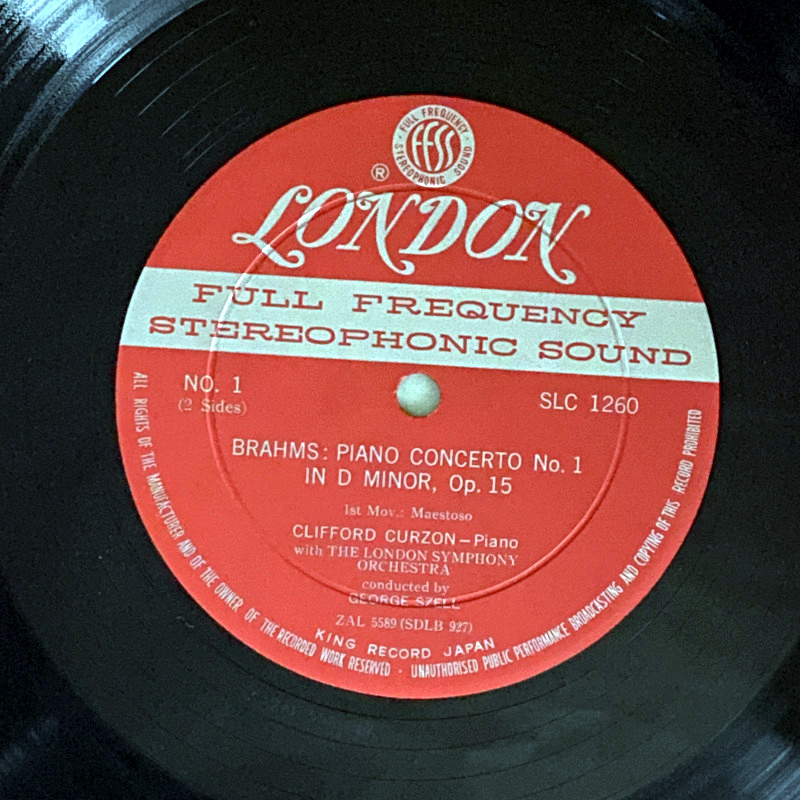 FULL FREQUENCY
FFSS
STEREOPHONIC SOUND
®
LONDON
FULL FREQUENCY
STEREOPHONIC SOUND
NO. 1
(2 Sides)
SLC 1260
BRAHMS: PIANO CONCERTO No. 1
IN D MINOR, Op. 15
1st Mov.: Maestoso
CLIFFORD CURZON—Piano
with THE LONDON SYMPHONY
ORCHESTRA
conducted by
GEORGE SZELL
ZAL 5589 (SDLB 927)
KING RECORD JAPAN
ALL RIGHTS OF THE MANUFACTURER AND OF THE OWNER OF THE RECORDED WORK RESERVED · UNAUTHORISED PUBLIC PERFORMANCE BROADCASTING AND COPYING OF THIS RECORD PROHIBITED